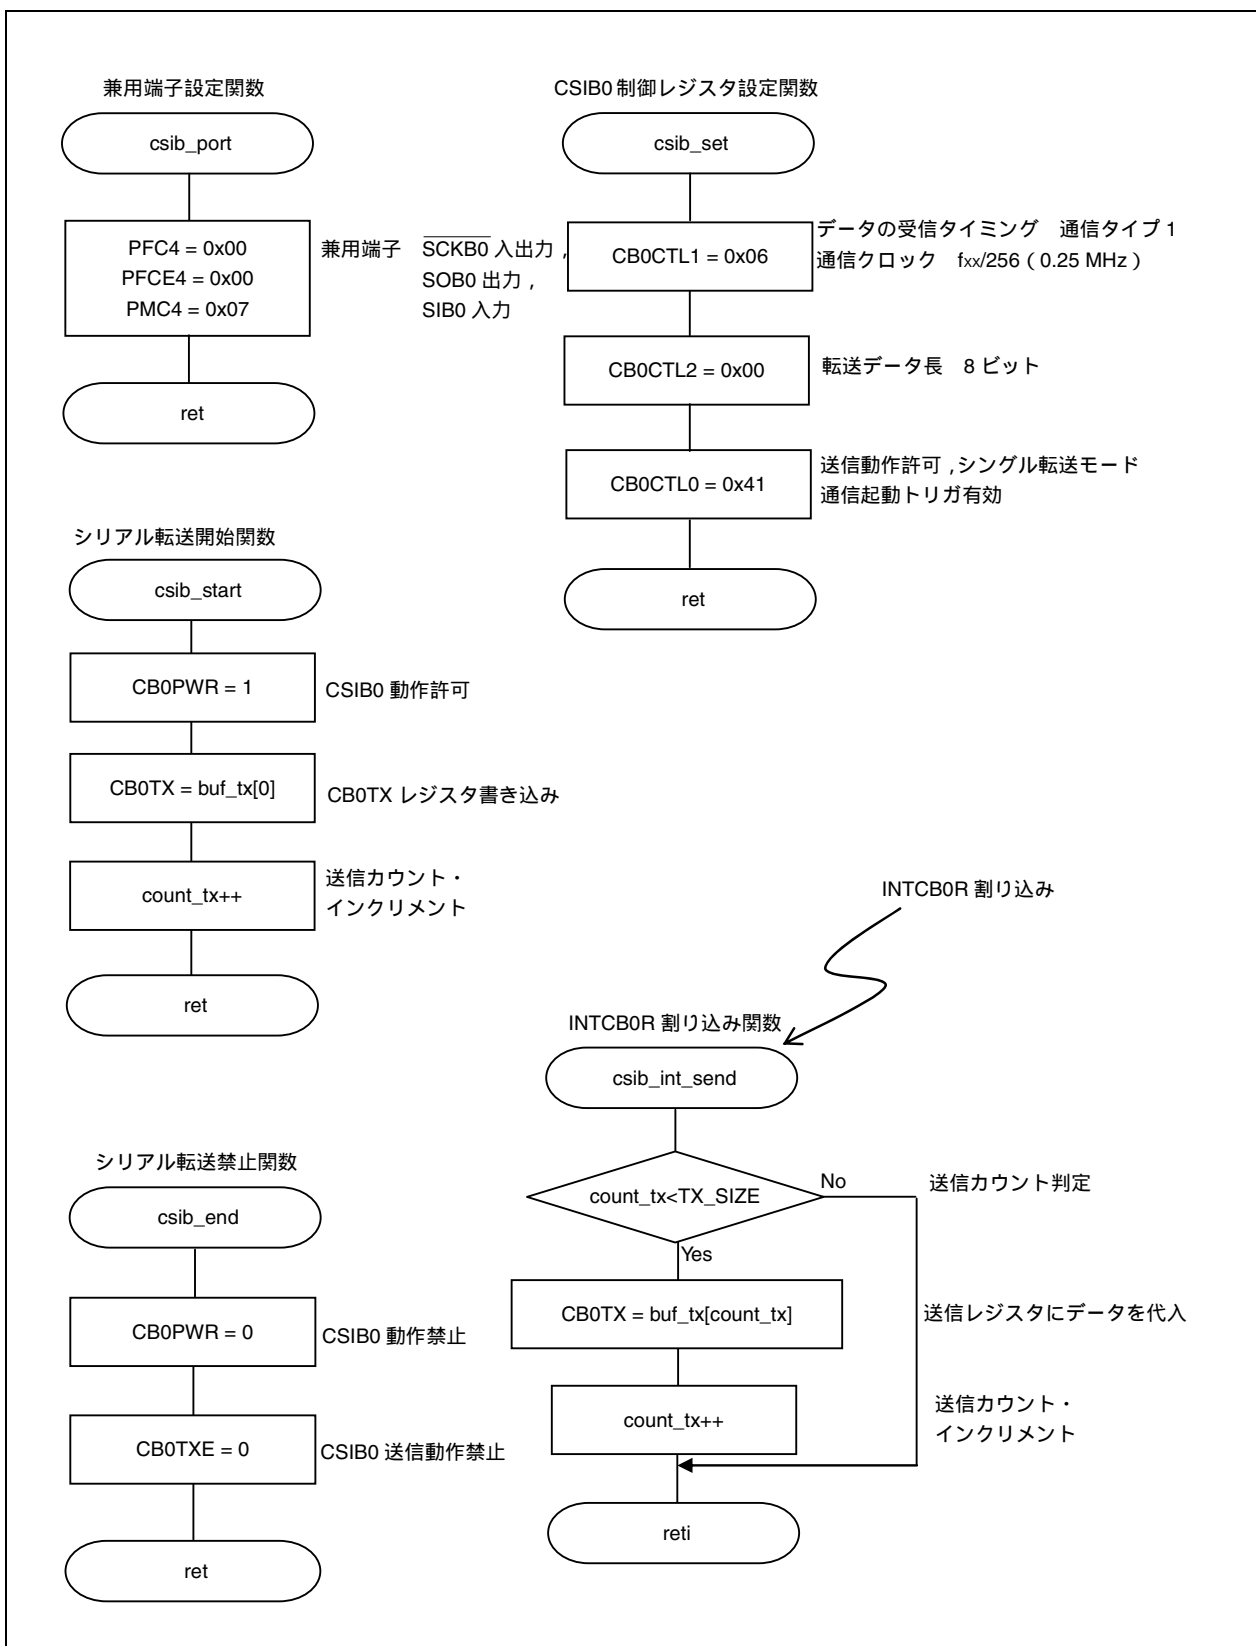 兼用端子設定関数
csib_port
PFC4 = 0x00
PFCE4 = 0x00
PMC4 = 0x07
兼用端子　SCKB0 入出力，
SOB0 出力，
SIB0 入力
ret
CSIB0 制御レジスタ設定関数
csib_set
CB0CTL1 = 0x06
データの受信タイミング　通信タイプ 1
通信クロック　fxx/256（0.25 MHz）
CB0CTL2 = 0x00
転送データ長　8 ビット
CB0CTL0 = 0x41
送信動作許可，シングル転送モード
通信起動トリガ有効
ret
シリアル転送開始関数
csib_start
CB0PWR = 1
CSIB0 動作許可
CB0TX = buf_tx[0]
CB0TX レジスタ書き込み
count_tx++
送信カウント・
インクリメント
ret
INTCB0R 割り込み
INTCB0R 割り込み関数
csib_int_send
count_tx<TX_SIZE
No
送信カウント判定
Yes
CB0TX = buf_tx[count_tx]
送信レジスタにデータを代入
count_tx++
送信カウント・
インクリメント
reti
シリアル転送禁止関数
csib_end
CB0PWR = 0
CSIB0 動作禁止
CB0TXE = 0
CSIB0 送信動作禁止
ret